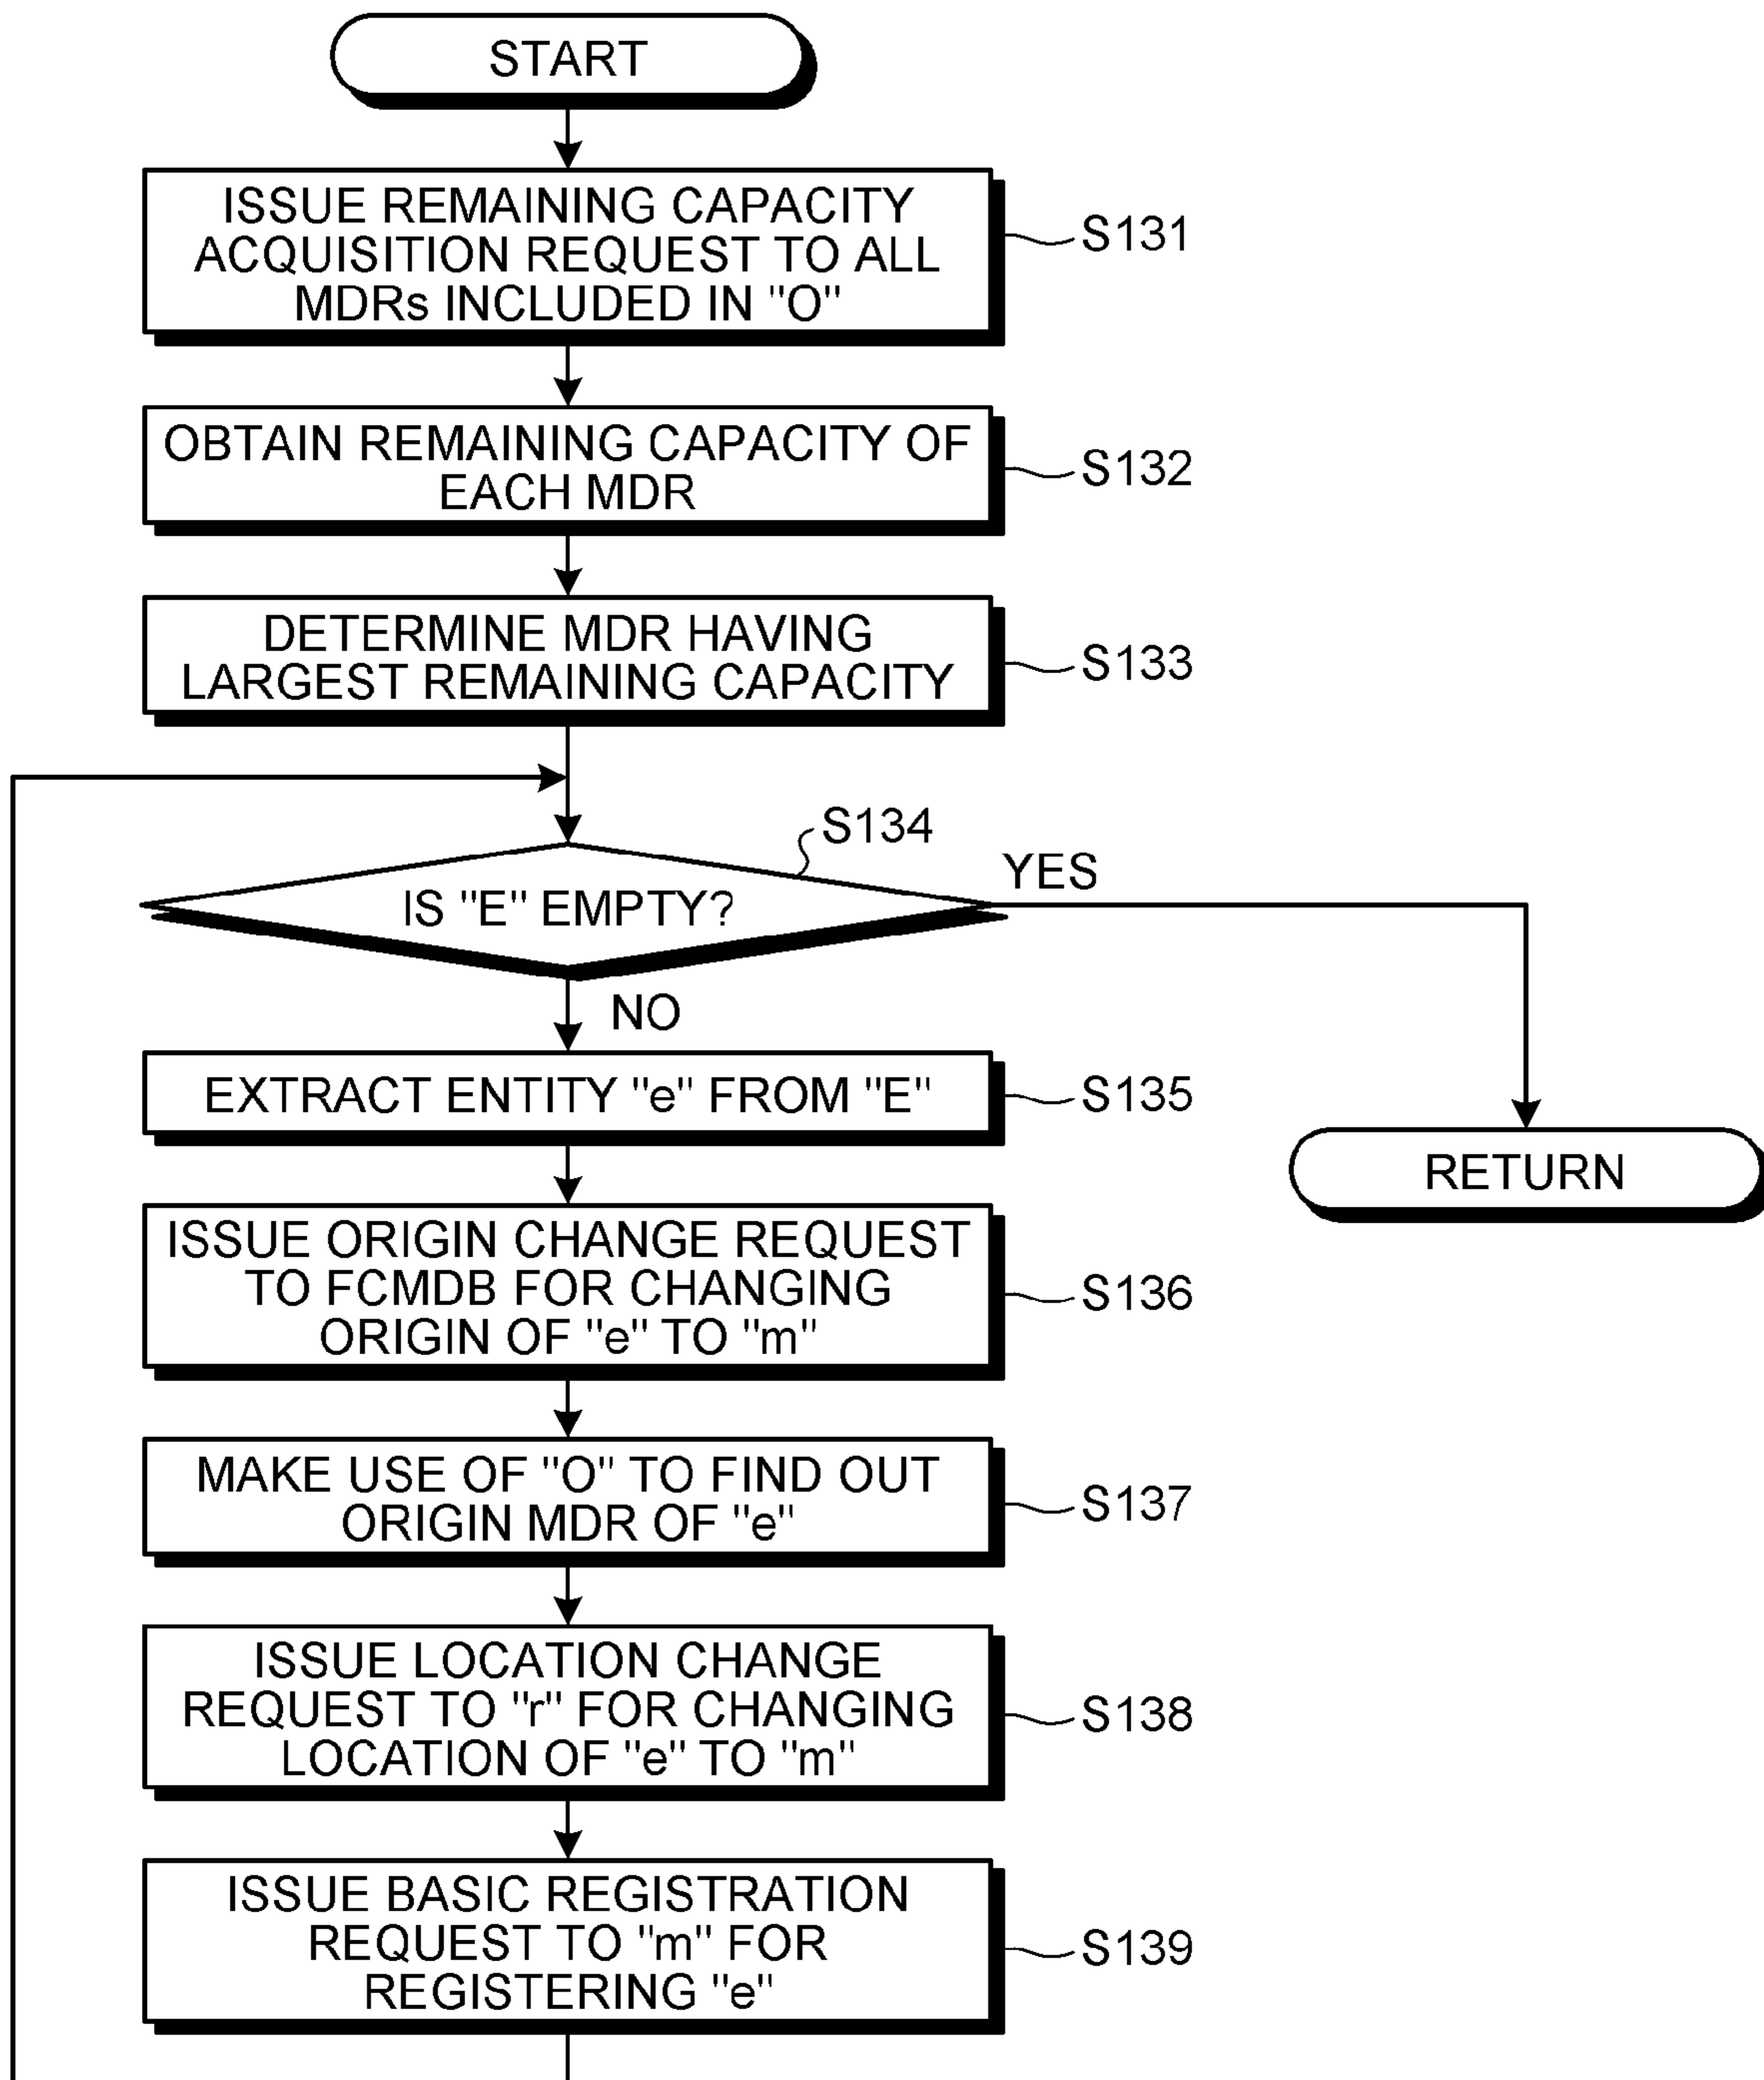 START
ISSUE REMAINING CAPACITY
ACQUISITION REQUEST TO ALL
MDRs INCLUDED IN "O"
S131
OBTAIN REMAINING CAPACITY OF
EACH MDR
S132
DETERMINE MDR HAVING
LARGEST REMAINING CAPACITY
S133
S134
IS "E" EMPTY?
YES
NO
EXTRACT ENTITY "e" FROM "E"
S135
RETURN
ISSUE ORIGIN CHANGE REQUEST
TO FCMDB FOR CHANGING
ORIGIN OF "e" TO "m"
S136
MAKE USE OF "O" TO FIND OUT
ORIGIN MDR OF "e"
S137
ISSUE LOCATION CHANGE
REQUEST TO "r" FOR CHANGING
LOCATION OF "e" TO "m"
S138
ISSUE BASIC REGISTRATION
REQUEST TO "m" FOR
REGISTERING "e"
S139